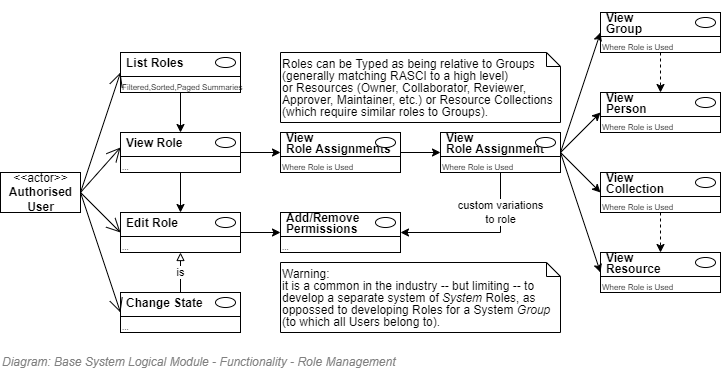 List Roles
Filtered,Sorted,Paged Summaries
Roles can be Typed as being relative to Groups
(generally matching RASCI to a high level)
or Resources (Owner, Collaborator, Reviewer,
Approver, Maintainer, etc.) or Resource Collections
(which require similar roles to Groups).
View
Group
Where Role is Used
View
Person
Where Role is Used
View Role
...
View
Role Assignments
Where Role is Used
View
Role Assignment
Where Role is Used
<<actor>>
Authorised
User
View
Collection
Where Role is Used
custom variations
to role
Edit Role
...
Add/Remove
Permissions
...
View
Resource
Where Role is Used
is
Change State
...
Warning:
it is a common in the industry -- but limiting -- to
develop a separate system of System Roles, as
oppossed to developing Roles for a System Group
(to which all Users belong to).
Diagram: Base System Logical Module - Functionality - Role Management